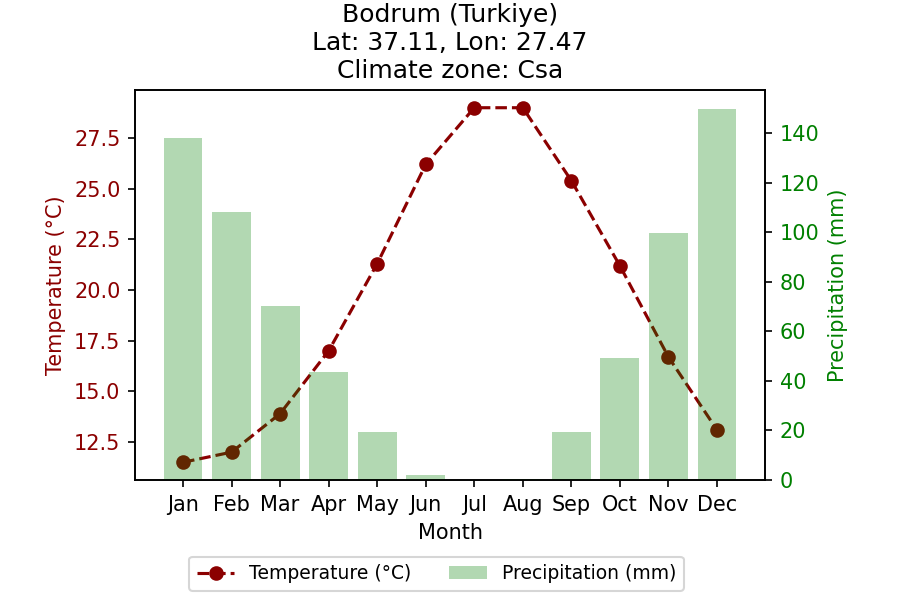 Bodrum (Turkiye)
Lat: 37.11, Lon: 27.47
Climate zone: Csa
Temperature (°C)
27.5
25.0
22.5
20.0
17.5
15.0
12.5
140
120
100
80
60
40
20
0
Precipitation (mm)
Jan Feb Mar Apr May Jun Jul Aug Sep Oct Nov Dec
Month
Temperature (°C) Precipitation (mm)